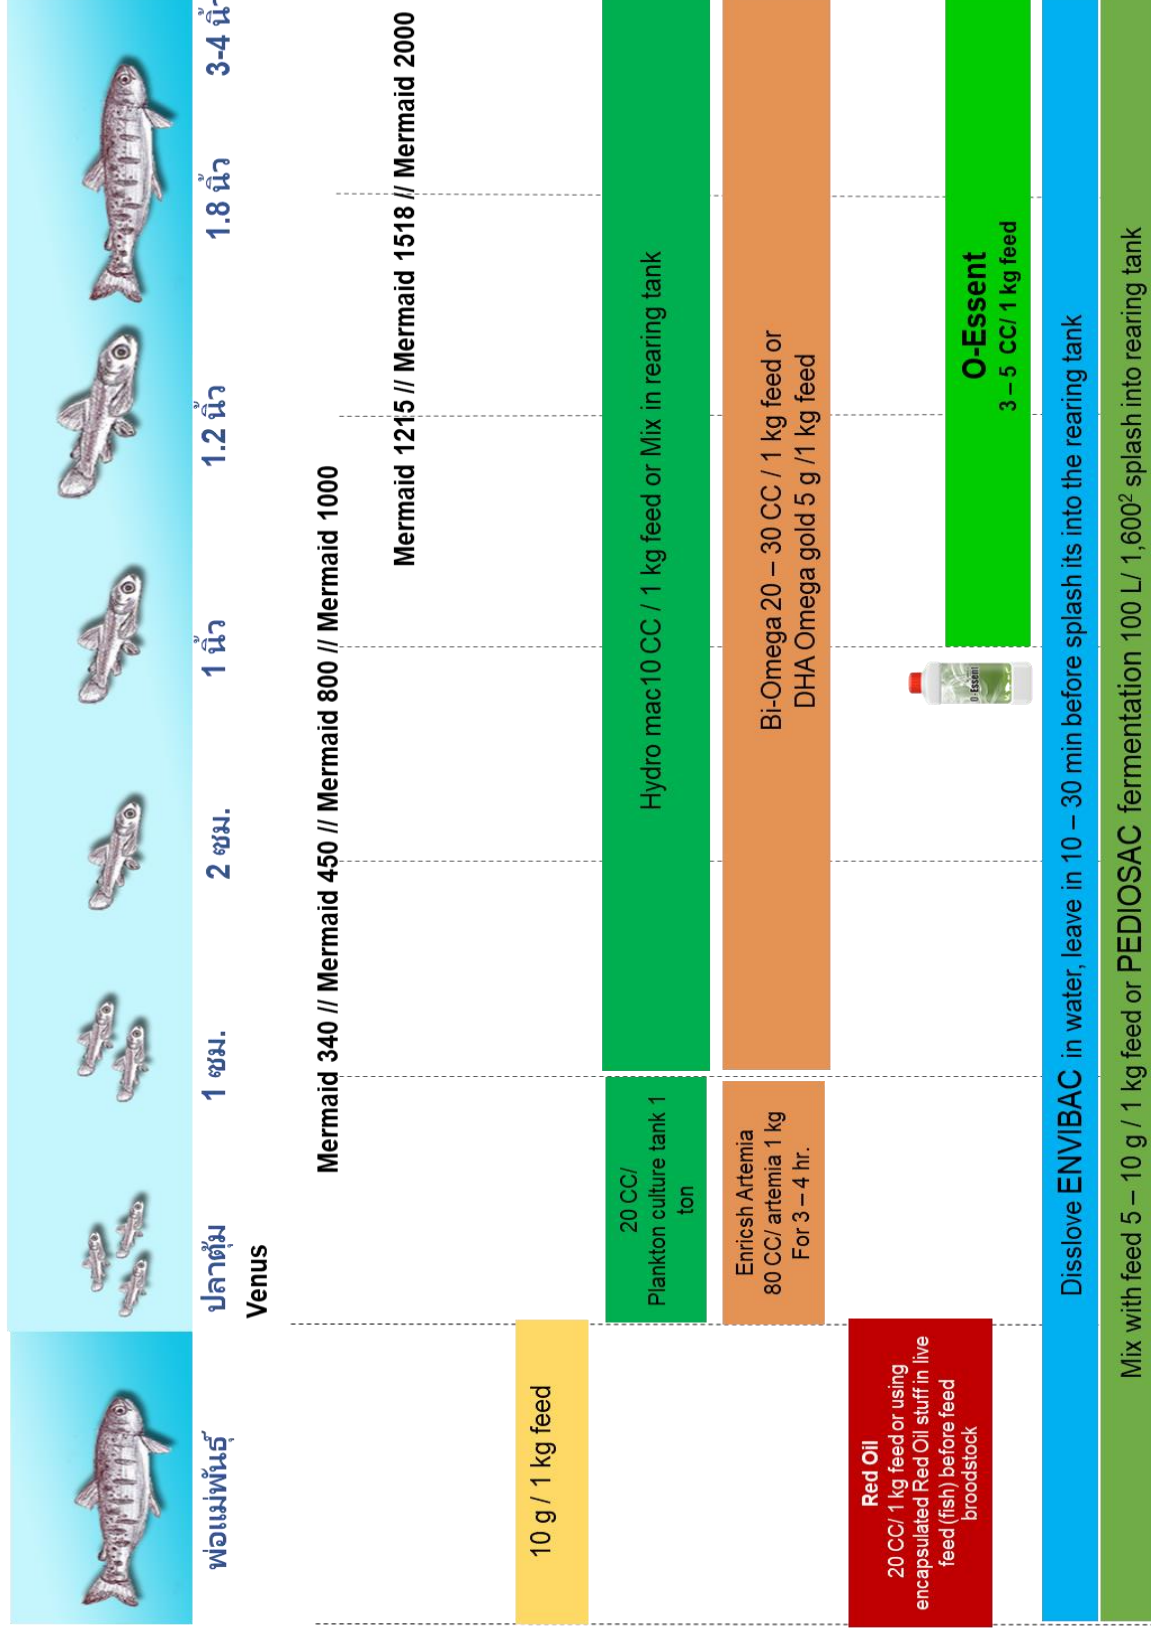 พ่อแม่พันธุ์
ปลาตุ้ม
1 ซม.
2 ซม.
1 นิ้ว
1.2 นิ้ว
1.8 นิ้ว
3-4
Venus
Mermaid 340 // Mermaid 450 // Mermaid 800 // Mermaid 1000
Mermaid 1215 // Mermaid 1518 // Mermaid 2000
10 g / 1 kg feed
20 CC/
Plankton culture tank 1
ton
Hydro mac10 CC / 1 kg feed or Mix in rearing tank
Enricsh Artemia
80 CC/ artemia 1 kg
For 3 – 4 hr.
Bi-Omega 20 – 30 CC / 1 kg feed or
DHA Omega gold 5 g /1 kg feed
Red Oil
20 CC/ 1 kg feed or using
encapsulated Red Oil stuff in live
feed (fish) before feed
broodstock
O-Essent
O-Essent
3 – 5 CC/ 1 kg feed
Disslove ENVIBAC in water, leave in 10 – 30 min before splash its into the rearing tank
Mix with feed 5 – 10 g / 1 kg feed or PEDIOSAC fermentation 100 L/ 1,600² splash into rearing tank